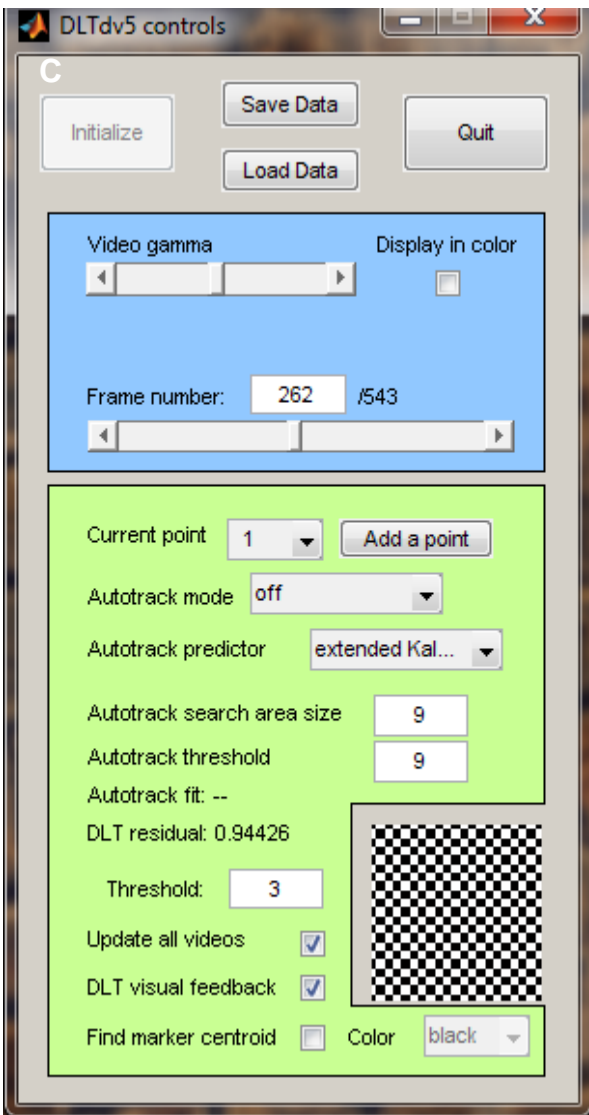 DLTdv5 controls
C
Save Data
Initialize
Quit
Load Data
Video gamma Display in color
Frame number: 262 /543
Current point 1 Add a point
Autotrack mode off
Autotrack predictor extended Kal...
Autotrack search area size 9
Autotrack threshold 9
Autotrack fit: --
DLT residual: 0.94426
Threshold: 3
Update all videos
DLT visual feedback
Find marker centroid Color black